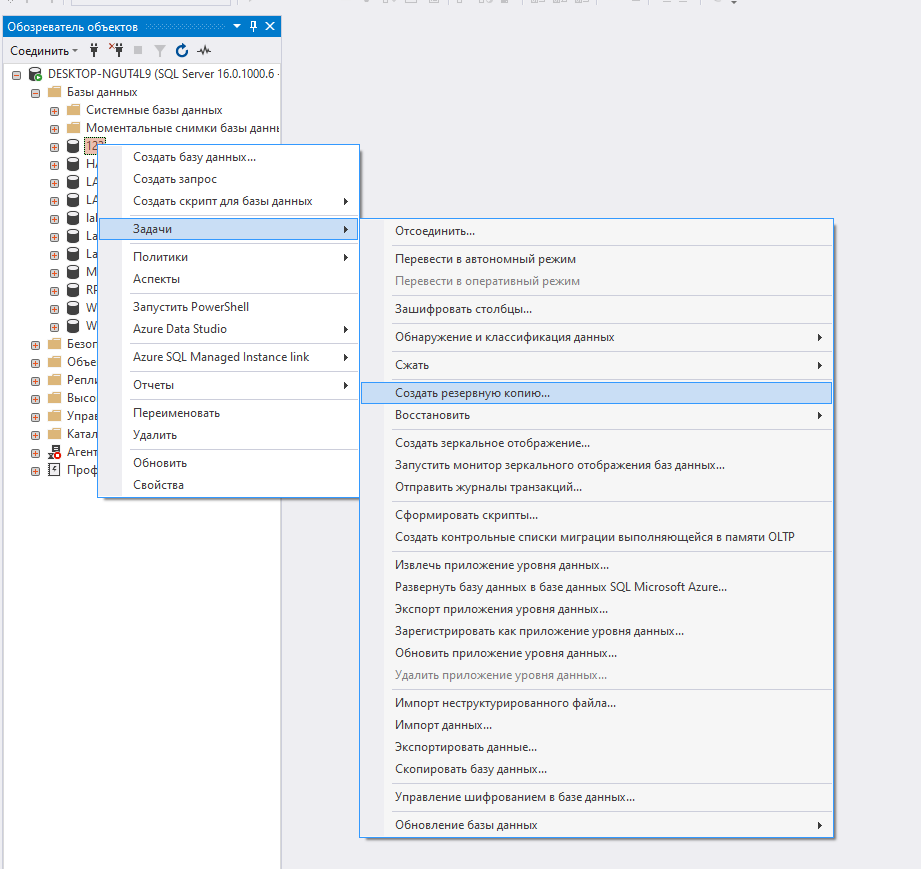 Обозреватель объектов
Соединить
DESKTOP-NGUT4L9 (SQL Server 16.0.1000.6 -
Базы данных
Системные базы данных
Моментальные снимки базы данн
Создать базу данных...
Создать запрос
Создать скрипт для базы данных
Задачи
Политики
Аспекты
Запустить PowerShell
Azure Data Studio
Azure SQL Managed Instance link
Отчеты
Переименовать
Удалить
Обновить
Свойства
Отсоединить...
Перевести в автономный режим
Перевести в оперативный режим
Зашифровать столбцы...
Обнаружение и классификация данных
Сжать
Создать резервную копию...
Восстановить
Создать зеркальное отображение...
Запустить монитор зеркального отображения баз данных...
Отправить журналы транзакций...
Сформировать скрипты...
Создать контрольные списки миграции выполняющейся в памяти OLTP
Извлечь приложение уровня данных...
Развернуть базу данных в базе данных SQL Microsoft Azure...
Экспорт приложения уровня данных...
Зарегистрировать как приложение уровня данных...
Обновить приложение уровня данных...
Удалить приложение уровня данных...
Импорт неструктурированного файла...
Импорт данных...
Экспортировать данные...
Скопировать базу данных...
Управление шифрованием в базе данных...
Обновление базы данных
Безоп
Объе
Репли
Высо
Управ
Катал
Агент
Проф